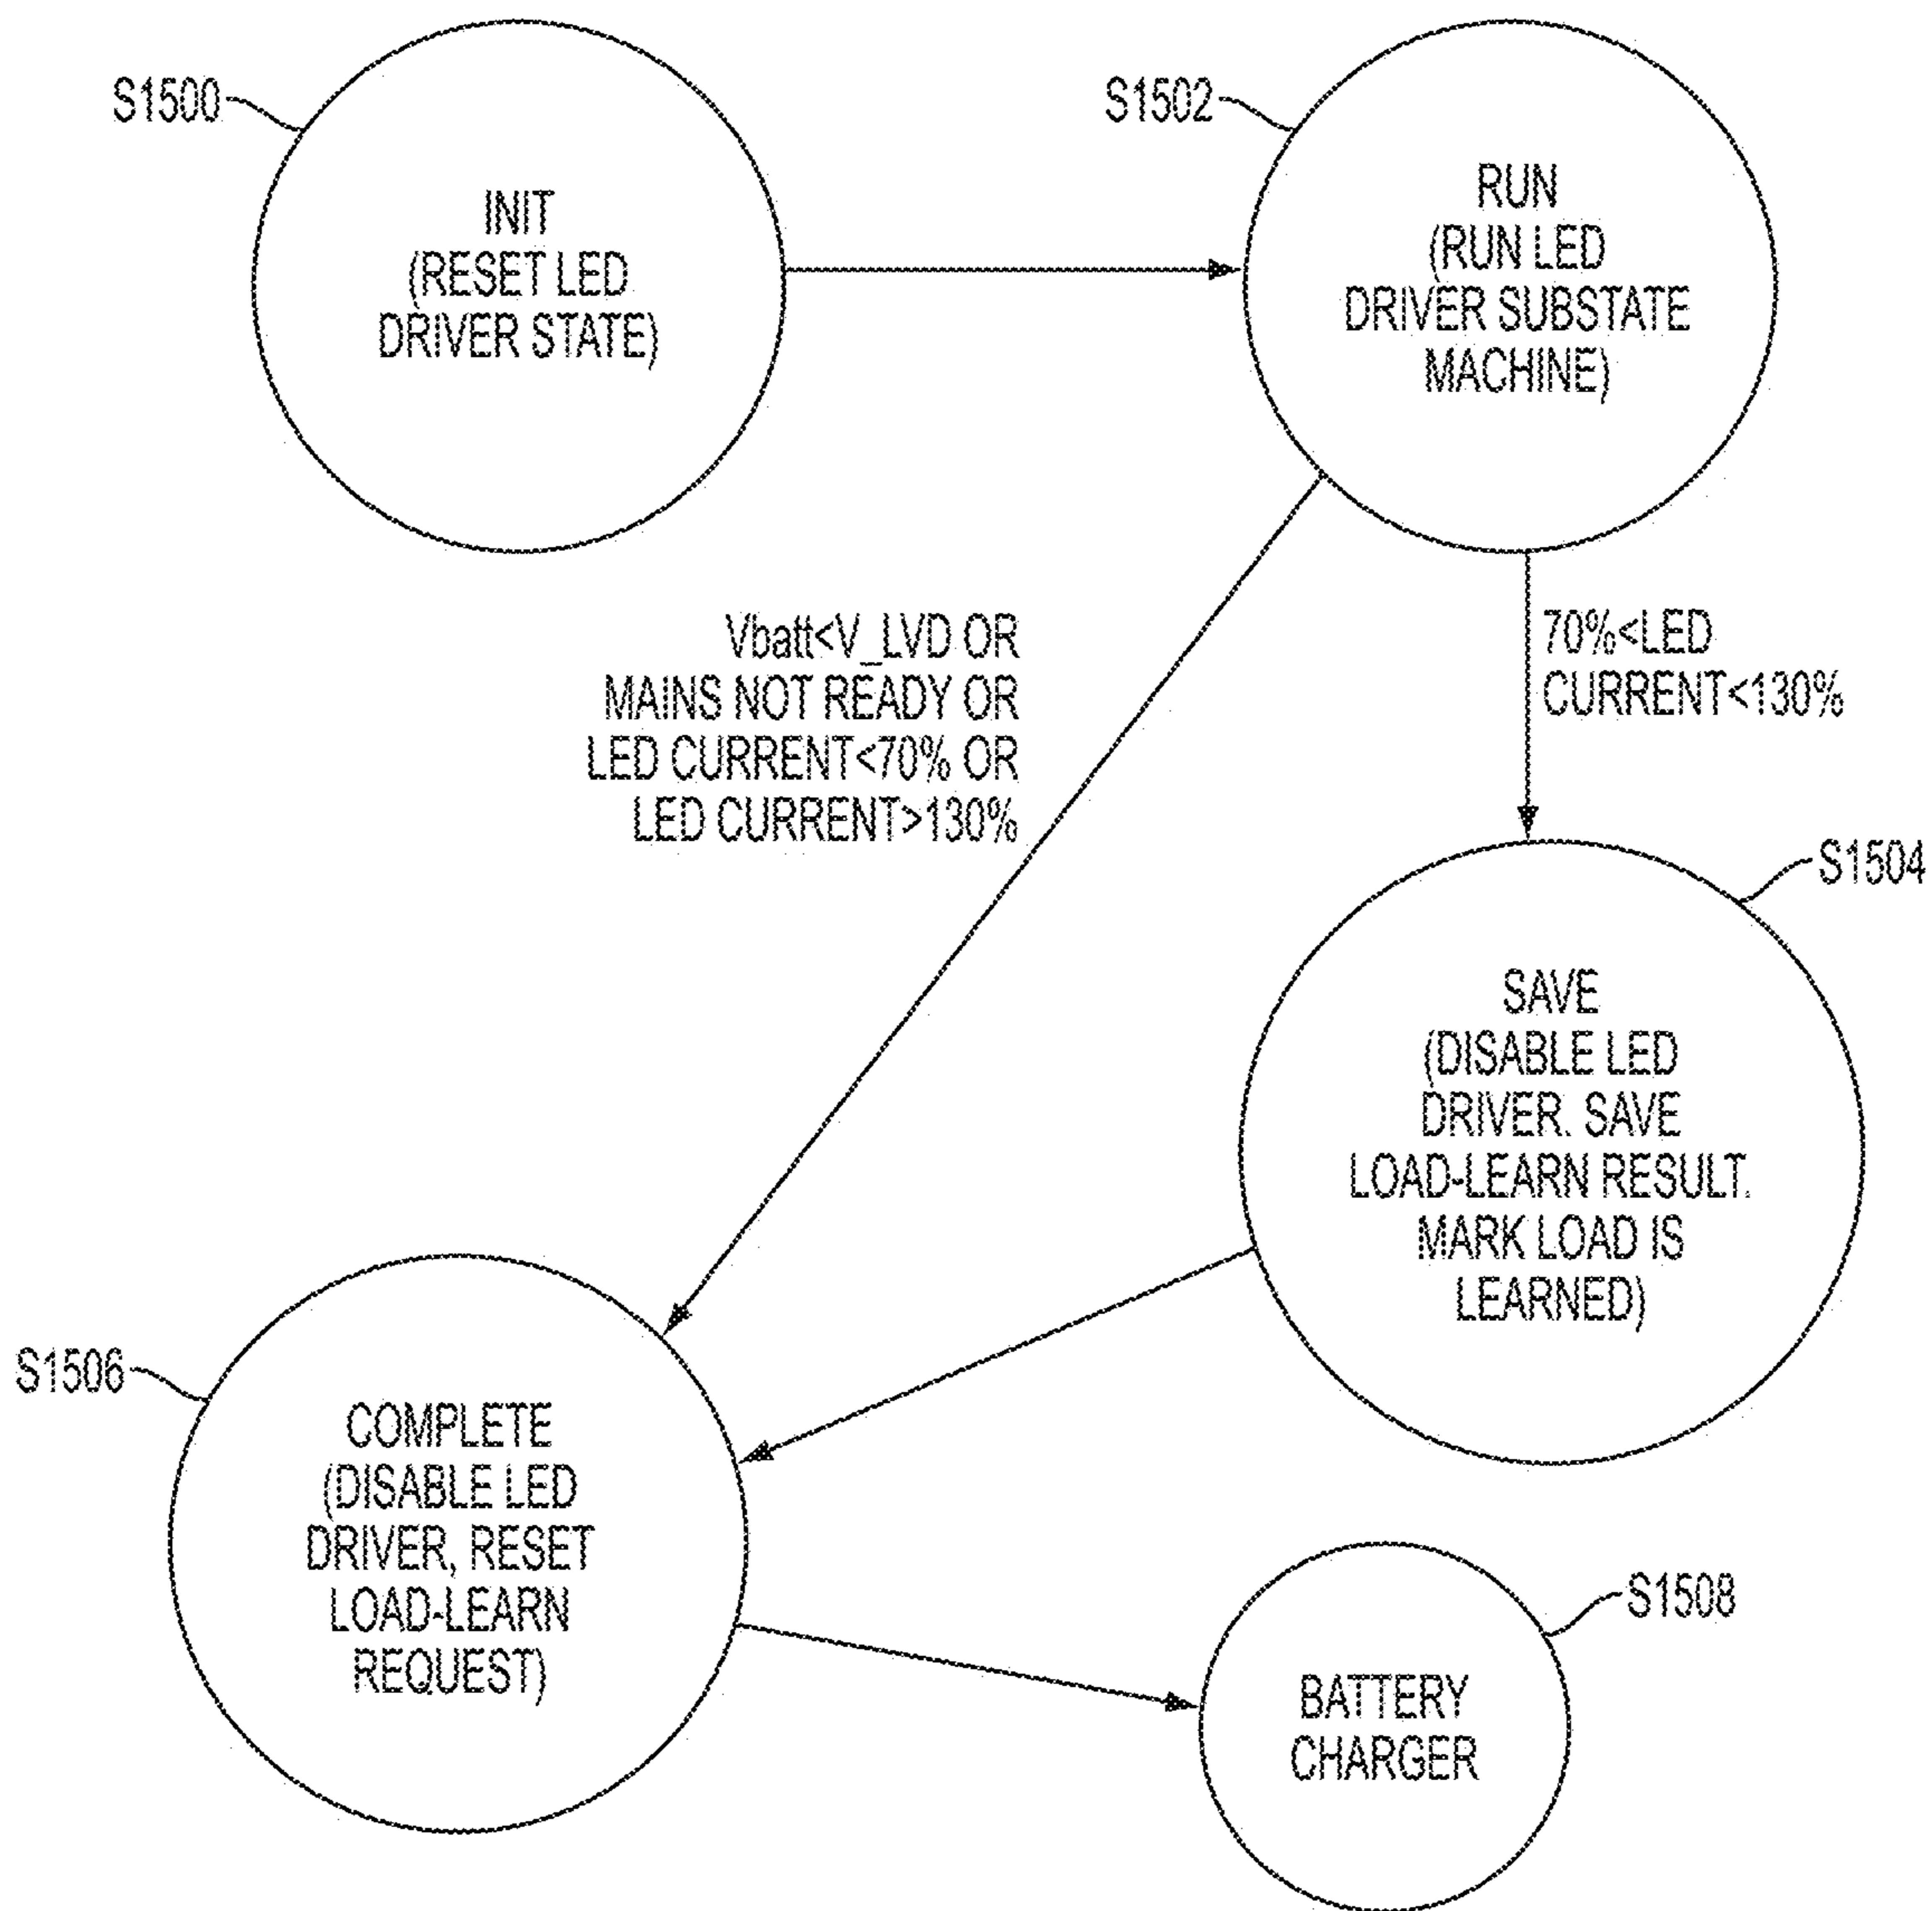 S1500
INIT
(RESET LED
DRIVER STATE)
S1502
RUN
(RUN LED
DRIVER SUBSTATE
MACHINE)
Vbatt<V_LVD OR
MAINS NOT READY OR
LED CURRENT<70% OR
LED CURRENT>130%
70%<LED
CURRENT<130%
S1504
SAVE
(DISABLE LED
DRIVER. SAVE
LOAD-LEARN RESULT.
MARK LOAD IS
LEARNED)
S1506
COMPLETE
(DISABLE LED
DRIVER, RESET
LOAD-LEARN
REQUEST)
S1508
BATTERY
CHARGER